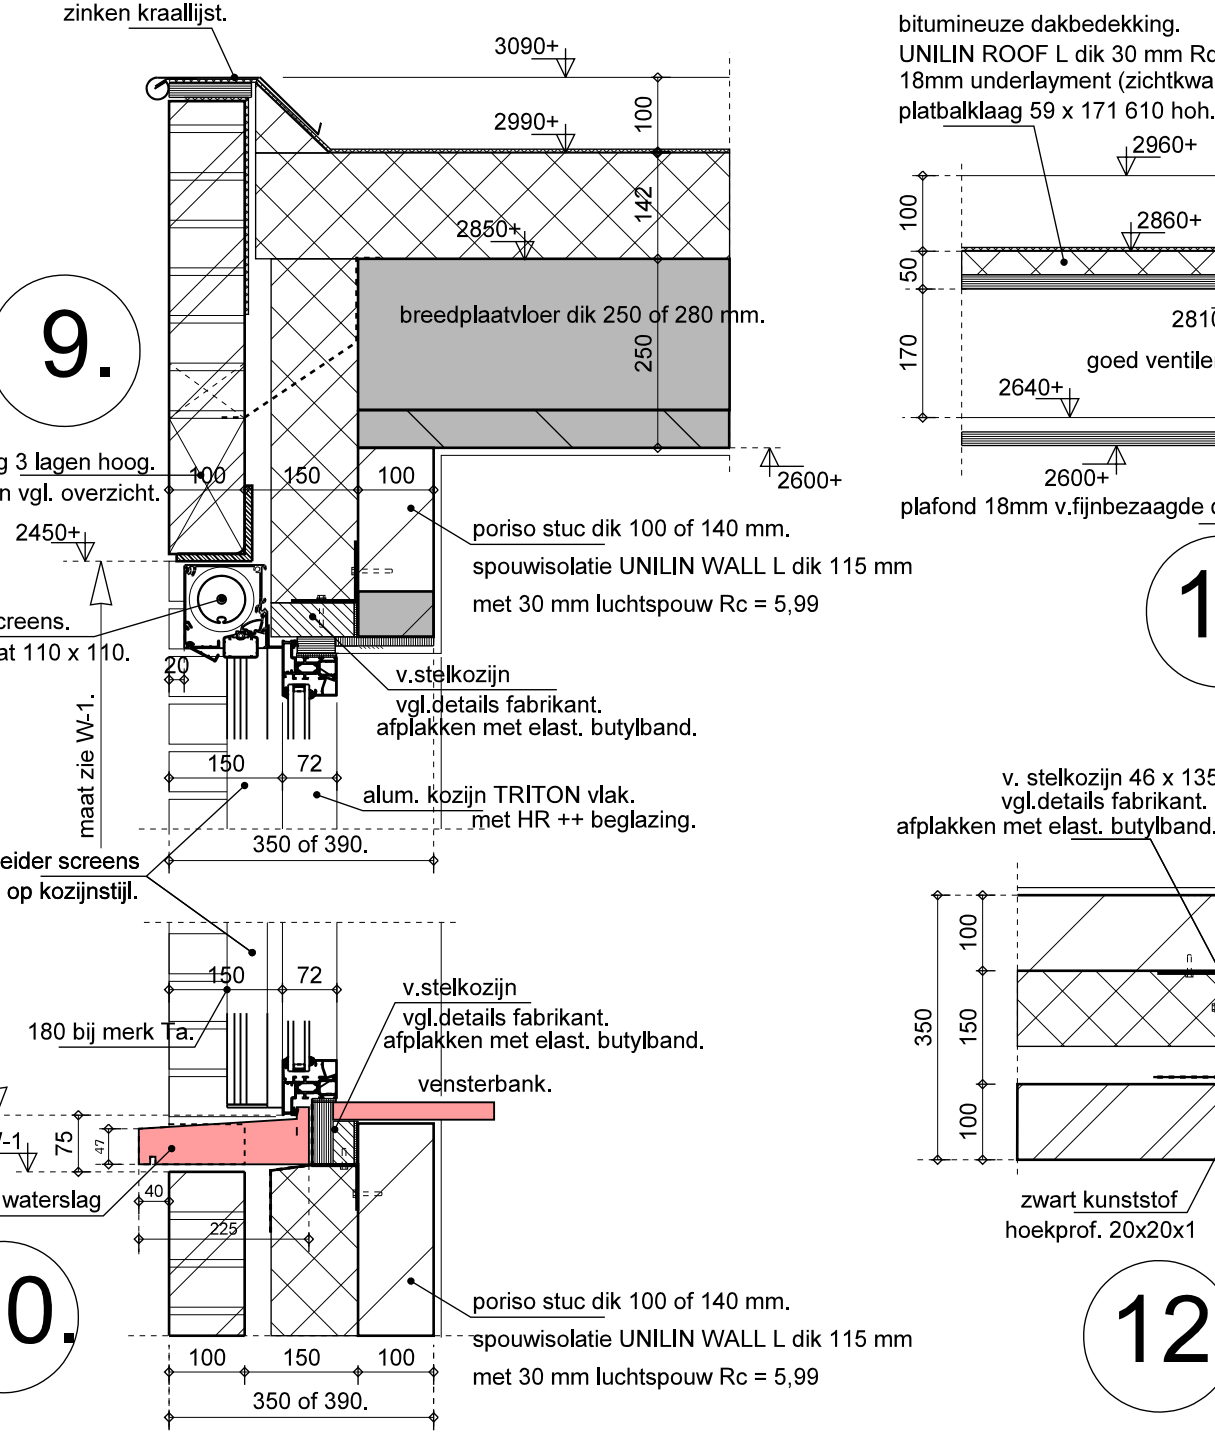 zinken kraallijst.
3090+
100
2990+
142
2850+
breedplaatvloer dik 250 of 280 mm.
250
9.
g 3 lagen hoog.
n vgl. overzicht.
100
150
100
2600+
2450+
poriso stuc dik 100 of 140 mm.
spouwisolatie UNILIN WALL L dik 115 mm
met 30 mm luchtspouw Rc = 5,99
creens.
at 110 x 110.
20
v.stelkozijn
vgl.details fabrikant.
afplakken met elast. butylband.
maat zie W-1.
150
72
alum. kozijn TRITON vlak.
met HR ++ beglazing.
350 of 390.
eider screens
op kozijnstijl.
150
72
v.stelkozijn
vgl.details fabrikant.
afplakken met elast. butylband.
180 bij merk Ta.
vensterbank.
75
47
-1
40
waterslag
225
0.
poriso stuc dik 100 of 140 mm.
spouwisolatie UNILIN WALL L dik 115 mm
met 30 mm luchtspouw Rc = 5,99
100
150
100
350 of 390.
bitumineuze dakbedekking.
UNILIN ROOF L dik 30 mm Rd
18mm underlayment (zichtkwa
platbalklaag 59 x 171 610 hoh.
2960+
100
2860+
50
2810
170
goed ventile
2640+
2600+
plafond 18mm v.fijnbezaagde d
1
v. stelkozijn 46 x 135
vgl.details fabrikant.
afplakken met elast. butylband.
100
350
150
100
zwart kunststof
hoekprof. 20x20x1
12